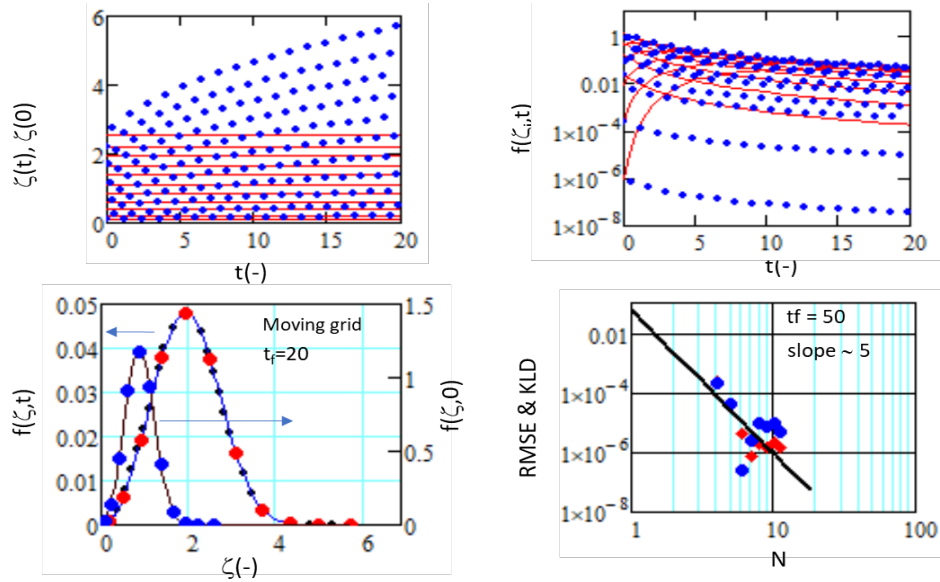 ζ(t), ζ(0)
6
4
2
0
0 5 10 15 20
t(-)
f(ζᵢ,t)
1
0.01
1×10⁻⁴
1×10⁻⁶
1×10⁻⁸
0 5 10 15 20
t(-)
f(ζ,t)
0.05
0.04
0.03
0.02
0.01
0
Moving grid
t_f=20
1.5
1
0.5
0
f(ζ,0)
0 2 4 6
ζ(-)
RMSE & KLD
0.01
1×10⁻⁴
1×10⁻⁶
1×10⁻⁸
tf = 50
slope ~ 5
1 10 100
N